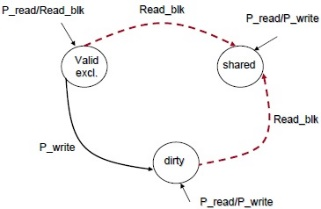 P_read/Read_blk
Read_blk
P_read/P_write
Valid
excl.
shared
Read_blk
P_write
dirty
P_read/P_write